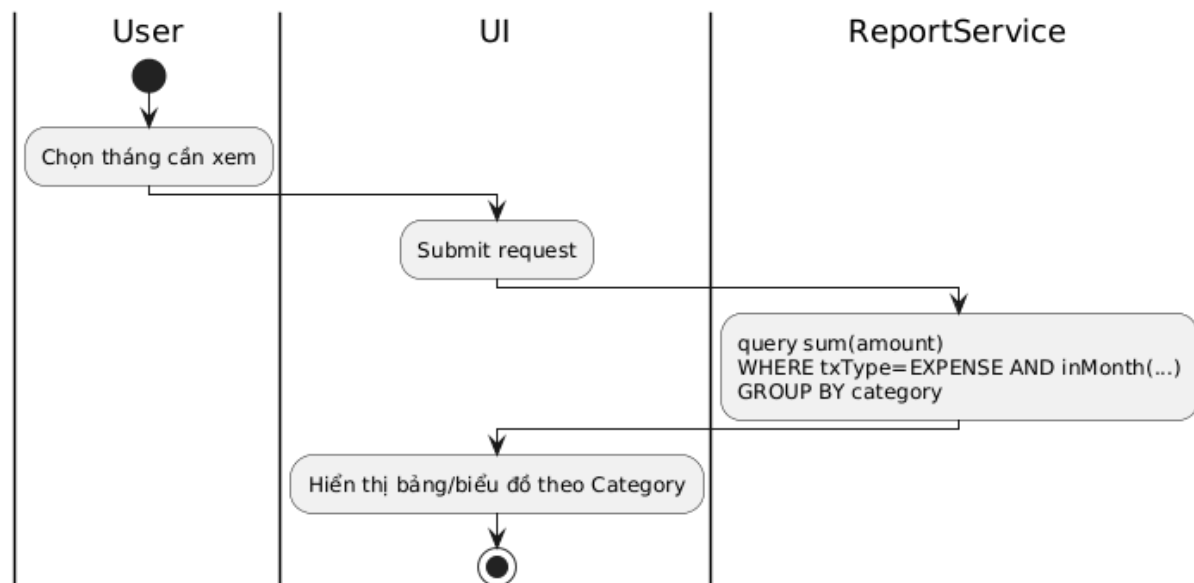 User
UI
ReportService
Chọn tháng cần xem
Submit request
query sum(amount)
WHERE txType=EXPENSE AND inMonth(...)
GROUP BY category
Hiển thị bảng/biểu đồ theo Category